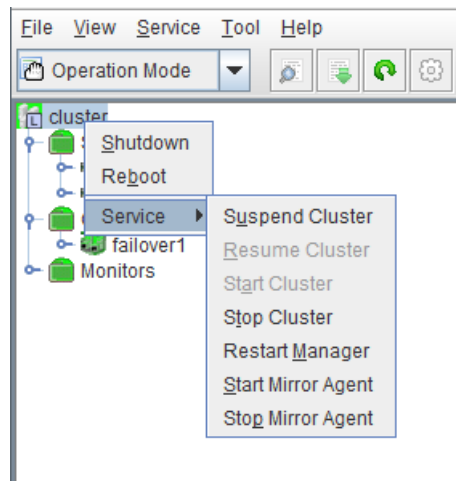 File View Service Tool Help
Operation Mode
cluster
Shutdown
Reboot
Service
Suspend Cluster
Resume Cluster
Start Cluster
Stop Cluster
Restart Manager
Start Mirror Agent
Stop Mirror Agent
failover1
Monitors